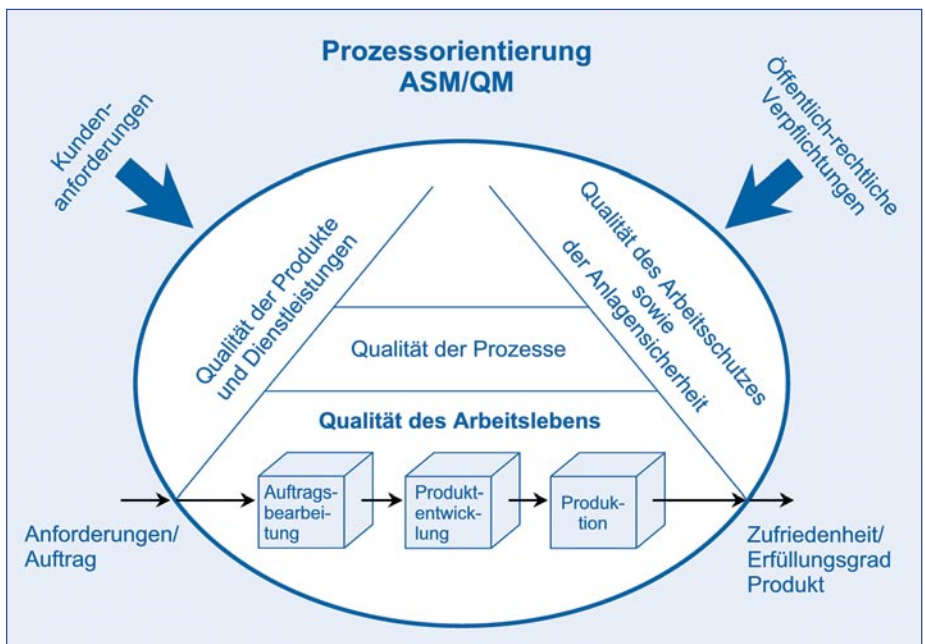 Prozessorientierung
ASM/QM
Kunden-
anforderungen
Öffentlich-rechtliche
Verpflichtungen
Qualität der Produkte
und Dienstleistungen
Qualität des Arbeitsschutzes
sowie
der Anlagensicherheit
Qualität der Prozesse
Qualität des Arbeitslebens
Auftrags-
bearbei-
tung
Produkt-
entwick-
lung
Produk-
tion
Anforderungen/
Auftrag
Zufriedenheit/
Erfüllungsgrad
Produkt